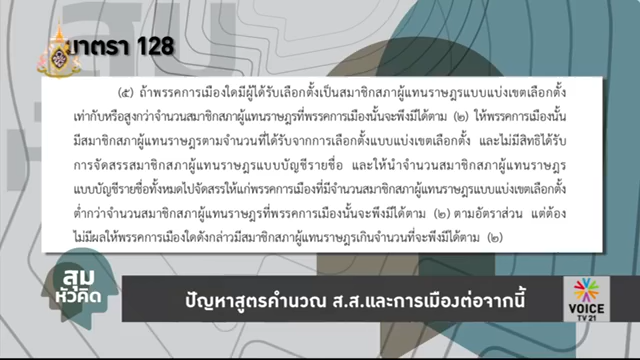 มาตรา 128
(๕) ถ้าพรรคการเมืองใดมีผู้ได้รับเลือกตั้งเป็นสมาชิกสภาผู้แทนราษฎรแบบแบ่งเขตเลือกตั้ง
เท่ากับหรือสูงกว่าจำนวนสมาชิกสภาผู้แทนราษฎรที่พรรคการเมืองนั้นจะพึงมีได้ตาม (๒) ให้พรรคการเมืองนั้น
มีสมาชิกสภาผู้แทนราษฎรตามจำนวนที่ได้รับจากการเลือกตั้งแบบแบ่งเขตเลือกตั้ง และไม่มีสิทธิได้รับ
การจัดสรรสมาชิกสภาผู้แทนราษฎรแบบบัญชีรายชื่อ และให้นำจำนวนสมาชิกสภาผู้แทนราษฎร
แบบบัญชีรายชื่อทั้งหมดไปจัดสรรให้แก่พรรคการเมืองที่มีจำนวนสมาชิกสภาผู้แทนราษฎรแบบแบ่งเขตเลือกตั้ง
ต่ำกว่าจำนวนสมาชิกสภาผู้แทนราษฎรที่พรรคการเมืองนั้นจะพึงมีได้ตาม (๒) ตามอัตราส่วน แต่ต้อง
ไม่มีผลให้พรรคการเมืองใดดังกล่าวมีสมาชิกสภาผู้แทนราษฎรเกินจำนวนที่จะพึงมีได้ตาม (๒)
สุม
หัวคิด
ปัญหาสูตรคำนวณ ส.ส.และการเมืองต่อจากนี้
VOICE
TV 21